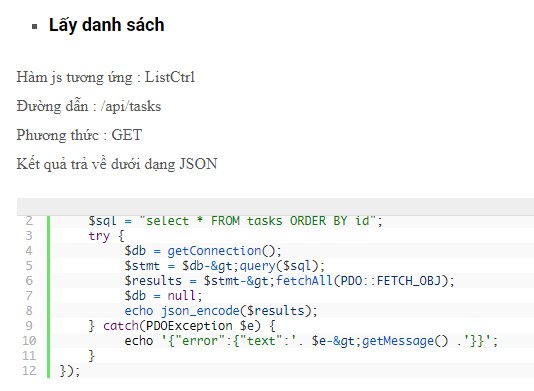 Lấy danh sách
Hàm js tương ứng : ListCtrl
Đường dẫn : /api/tasks
Phương thức : GET
Kết quả trả về dưới dạng JSON
2 $sql = "select * FROM tasks ORDER BY id";
3 try {
4 $db = getConnection();
5 $stmt = $db-&gt;query($sql);
6 $results = $stmt-&gt;fetchAll(PDO::FETCH_OBJ);
7 $db = null;
8 echo json_encode($results);
9 } catch(PDOException $e) {
10 echo '{"error":{"text":'. $e-&gt;getMessage() .'}}';
11 }
12 });